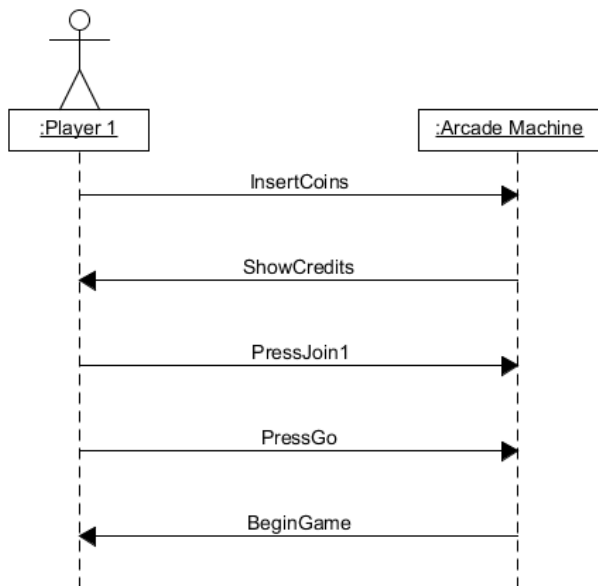 :Player 1
:Arcade Machine
InsertCoins
ShowCredits
PressJoin1
PressGo
BeginGame